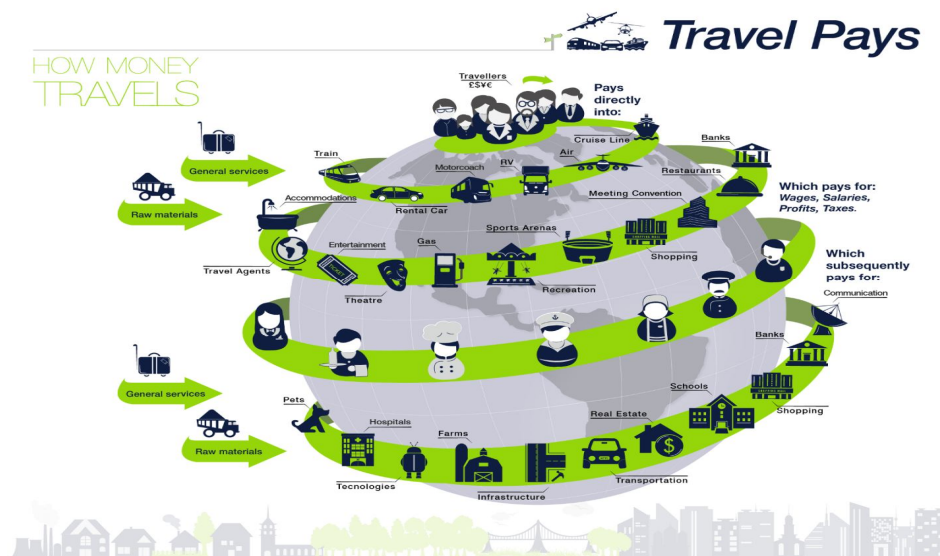 Travel Pays
HOW MONEY
TRAVELS
Travellers
£$¥€
Pays
directly
into:
Cruise Line
Air
RV
Motorcoach
Rental Car
Train
General services
Raw materials
Banks
Restaurants
Which pays for:
Wages, Salaries,
Profits, Taxes.
Meeting Convention
Shopping
SHOPPING MALL
Sports Arenas
Recreation
Gas
Theatre
Entertainment
TICKET
Travel Agents
Accommodations
Which
subsequently
pays for:
Communication
Banks
Shopping
Schools
Real Estate
Transportation
Infrastructure
Farms
Tecnologies
Hospitals
Pets
General services
Raw materials